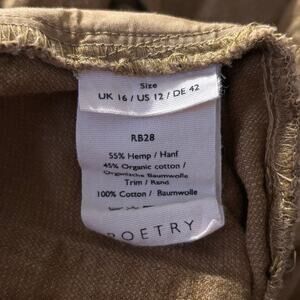 Size
UK 16 / US 12 / DE 42
RB28
55% Hemp / Hanf
45% Organic cotton /
Organische Baumwolle
Trim / Rand
100% Cotton / Baumwolle
POETRY